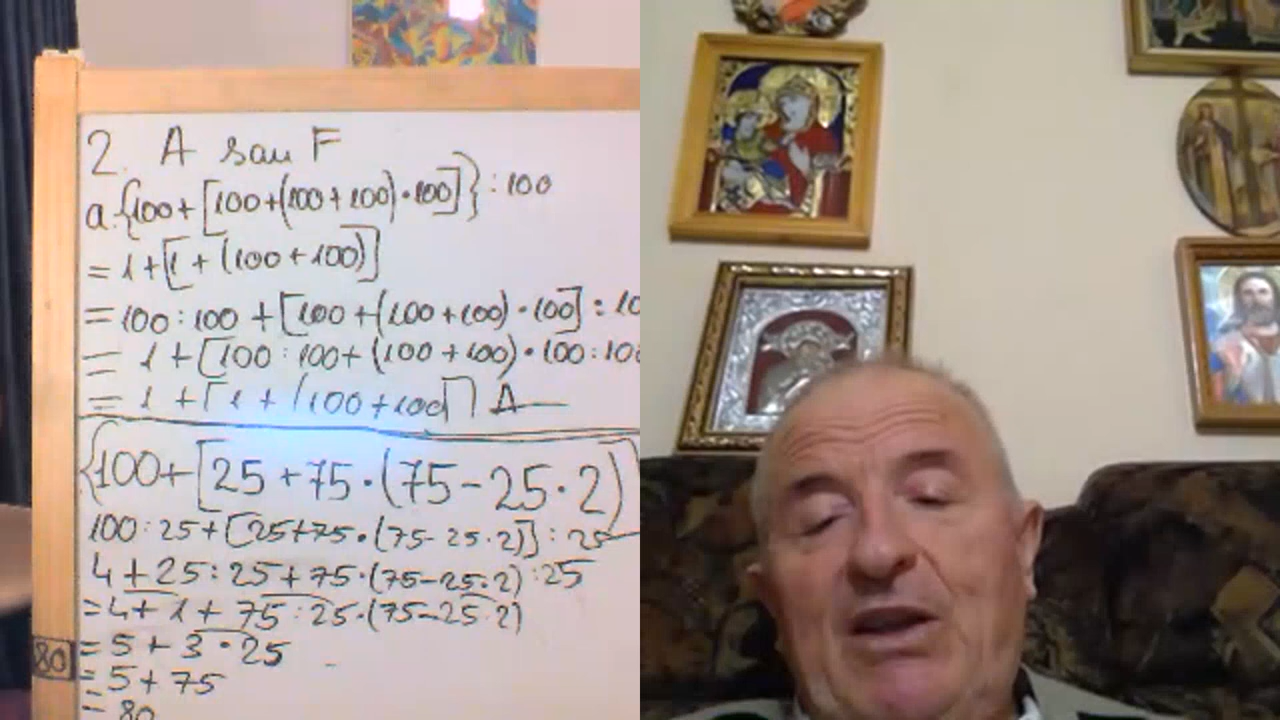 2. A sau F
a. {100+[100+(100+100)·100]}:100
= 1+[1+(100+100)]
= 100:100 +[100+(100+100)·100]:10
= 1+[100:100+(100+100)·100:100
= 1+[1+(100+100)] A
{100+[25+75·(75-25·2)
100:25+[25+75·(75-25·2)]:25
4+25:25+75·(75-25·2):25
=4+1+75:25·(75-25·2)
80 = 5+3·25
= 5+75
= 80